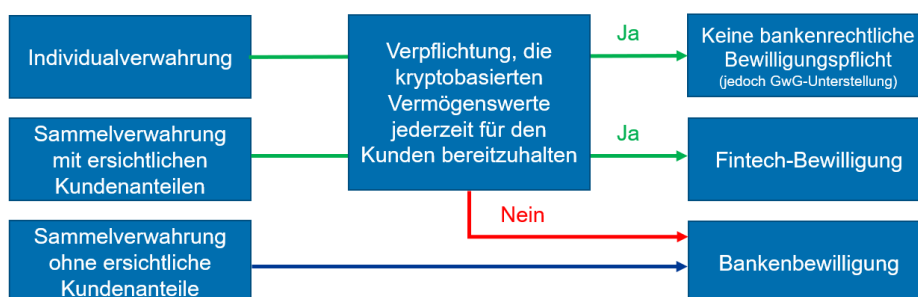 Individualverwahrung
Verpflichtung, die
kryptobasierten
Vermögenswerte
jederzeit für den
Kunden bereitzuhalten
Ja
Keine bankenrechtliche
Bewilligungspflicht
(jedoch GwG-Unterstellung)
Sammelverwahrung
mit ersichtlichen
Kundenanteilen
Ja
Fintech-Bewilligung
Nein
Sammelverwahrung
ohne ersichtliche
Kundenanteile
Bankenbewilligung